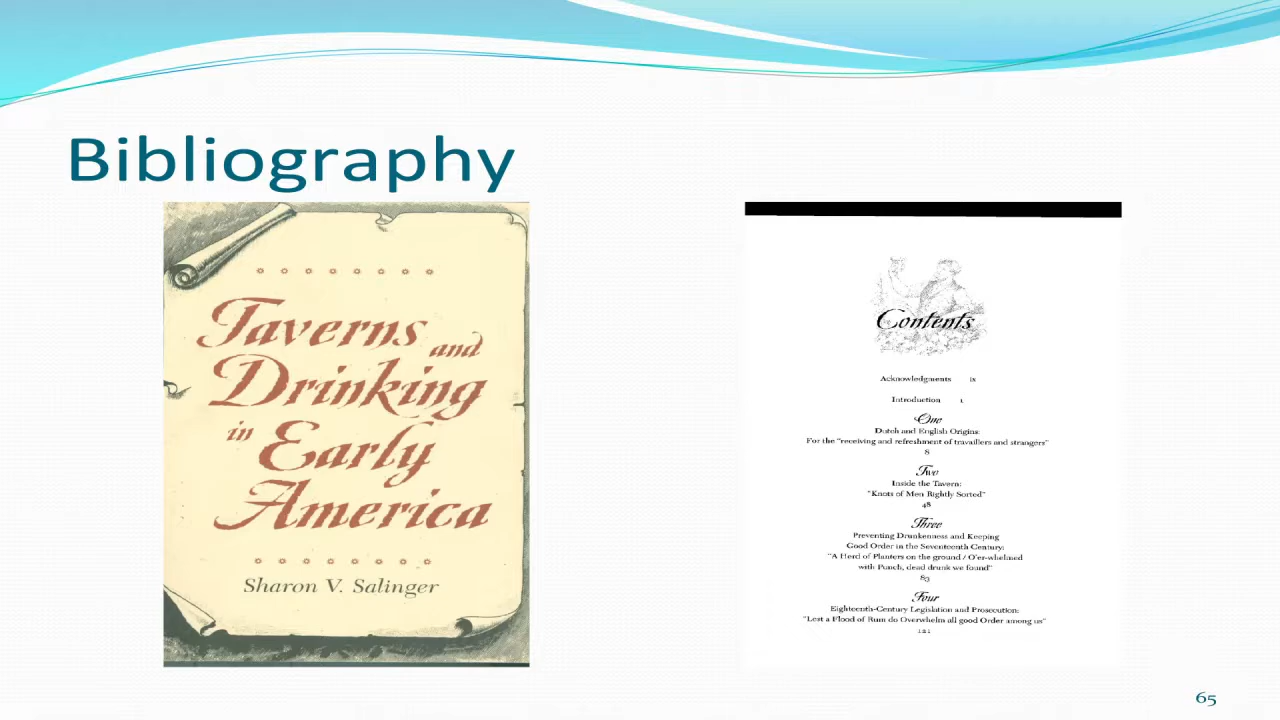 Bibliography
Taverns and
Drinking
in Early
America
Sharon V. Salinger
Contents
Acknowledgments ix
Introduction 1
One
Dutch and English Origins:
For the "receiving and refreshment of travaillers and strangers"
8
Two
Inside the Tavern:
"Knots of Men Rightly Sorted"
48
Three
Preventing Drunkenness and Keeping
Good Order in the Seventeenth Century:
"A Herd of Planters on the ground / O'er-whelmed
with Punch, dead drunk we found"
83
Four
Eighteenth-Century Legislation and Prosecution:
"Lest a Flood of Rum do Overwhelm all good Order among us"
121
65